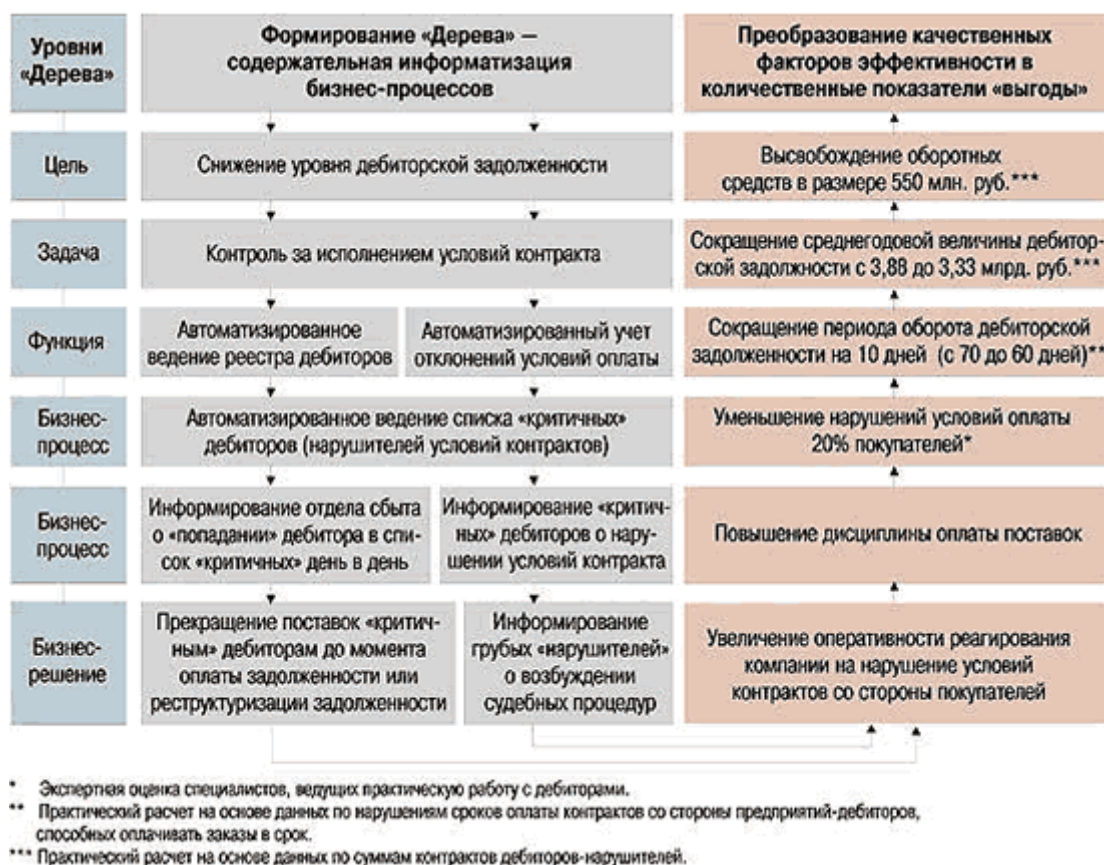 Уровни
«Дерева»
Формирование «Дерева» —
содержательная информатизация
бизнес-процессов
Преобразование качественных
факторов эффективности в
количественные показатели «выгоды»
Цель
Снижение уровня дебиторской задолженности
Высвобождение оборотных
средств в размере 550 млн. руб.***
Задача
Контроль за исполнением условий контракта
Сокращение среднегодовой величины дебитор-
ской задолжности с 3,88 до 3,33 млрд. руб.***
Функция
Автоматизированное
ведение реестра дебиторов
Автоматизированный учет
отклонений условий оплаты
Сокращение периода оборота дебиторской
задолженности на 10 дней (с 70 до 60 дней)**
Бизнес-
процесс
Автоматизированное ведение списка «критичных»
дебиторов (нарушителей условий контрактов)
Уменьшение нарушений условий оплаты
20% покупателей*
Бизнес-
процесс
Информирование отдела сбыта
о «попадании» дебитора в спи-
сок «критичных» день в день
Информирование «критич-
ных» дебиторов о нару-
шении условий контракта
Повышение дисциплины оплаты поставок
Бизнес-
решение
Прекращение поставок «критич-
ным» дебиторам до момента
оплаты задолженности или
реструктуризации задолженности
Информирование
грубых «нарушителей»
о возбуждении
судебных процедур
Увеличение оперативности реагирования
компании на нарушение условий
контрактов со стороны покупателей
* Экспертная оценка специалистов, ведущих практическую работу с дебиторами.
** Практический расчет на основе данных по нарушениям сроков оплаты контрактов со стороны предприятий-дебиторов,
способных оплачивать заказы в срок.
*** Практический расчет на основе данных по суммам контрактов дебиторов-нарушителей.